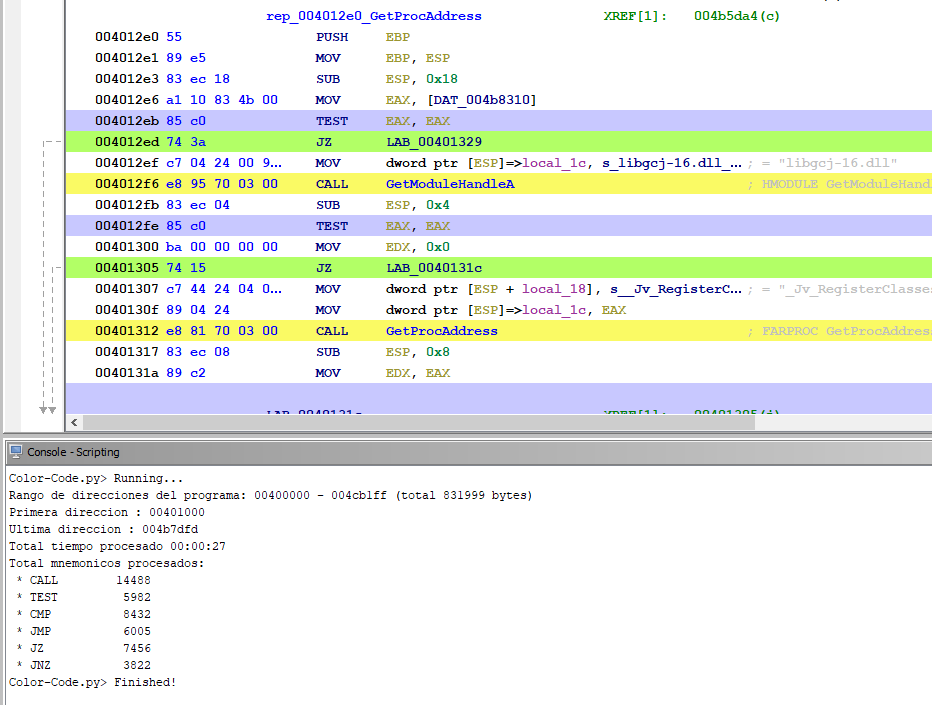 rep_004012e0_GetProcAddress XREF[1]: 004b5da4(c)
004012e0 55 PUSH EBP
004012e1 89 e5 MOV EBP, ESP
004012e3 83 ec 18 SUB ESP, 0x18
004012e6 a1 10 83 4b 00 MOV EAX, [DAT_004b8310]
004012eb 85 c0 TEST EAX, EAX
004012ed 74 3a JZ LAB_00401329
004012ef c7 04 24 00 9... MOV dword ptr [ESP]=>local_1c, s_libgcj-16.dll_... ; = "libgcj-16.dll"
004012f6 e8 95 70 03 00 CALL GetModuleHandleA ; HMODULE GetModuleHandl
004012fb 83 ec 04 SUB ESP, 0x4
004012fe 85 c0 TEST EAX, EAX
00401300 ba 00 00 00 00 MOV EDX, 0x0
00401305 74 15 JZ LAB_0040131c
00401307 c7 44 24 04 0... MOV dword ptr [ESP + local_18], s__Jv_RegisterC... ; = "_Jv_RegisterClasses
0040130f 89 04 24 MOV dword ptr [ESP]=>local_1c, EAX
00401312 e8 81 70 03 00 CALL GetProcAddress ; FARPROC GetProcAddres
00401317 83 ec 08 SUB ESP, 0x8
0040131a 89 c2 MOV EDX, EAX
Console - Scripting
Color-Code.py> Running...
Rango de direcciones del programa: 00400000 - 004cb1ff (total 831999 bytes)
Primera direccion : 00401000
Ultima direccion : 004b7dfd
Total tiempo procesado 00:00:27
Total mnemonicos procesados:
* CALL 14488
* TEST 5982
* CMP 8432
* JMP 6005
* JZ 7456
* JNZ 3822
Color-Code.py> Finished!